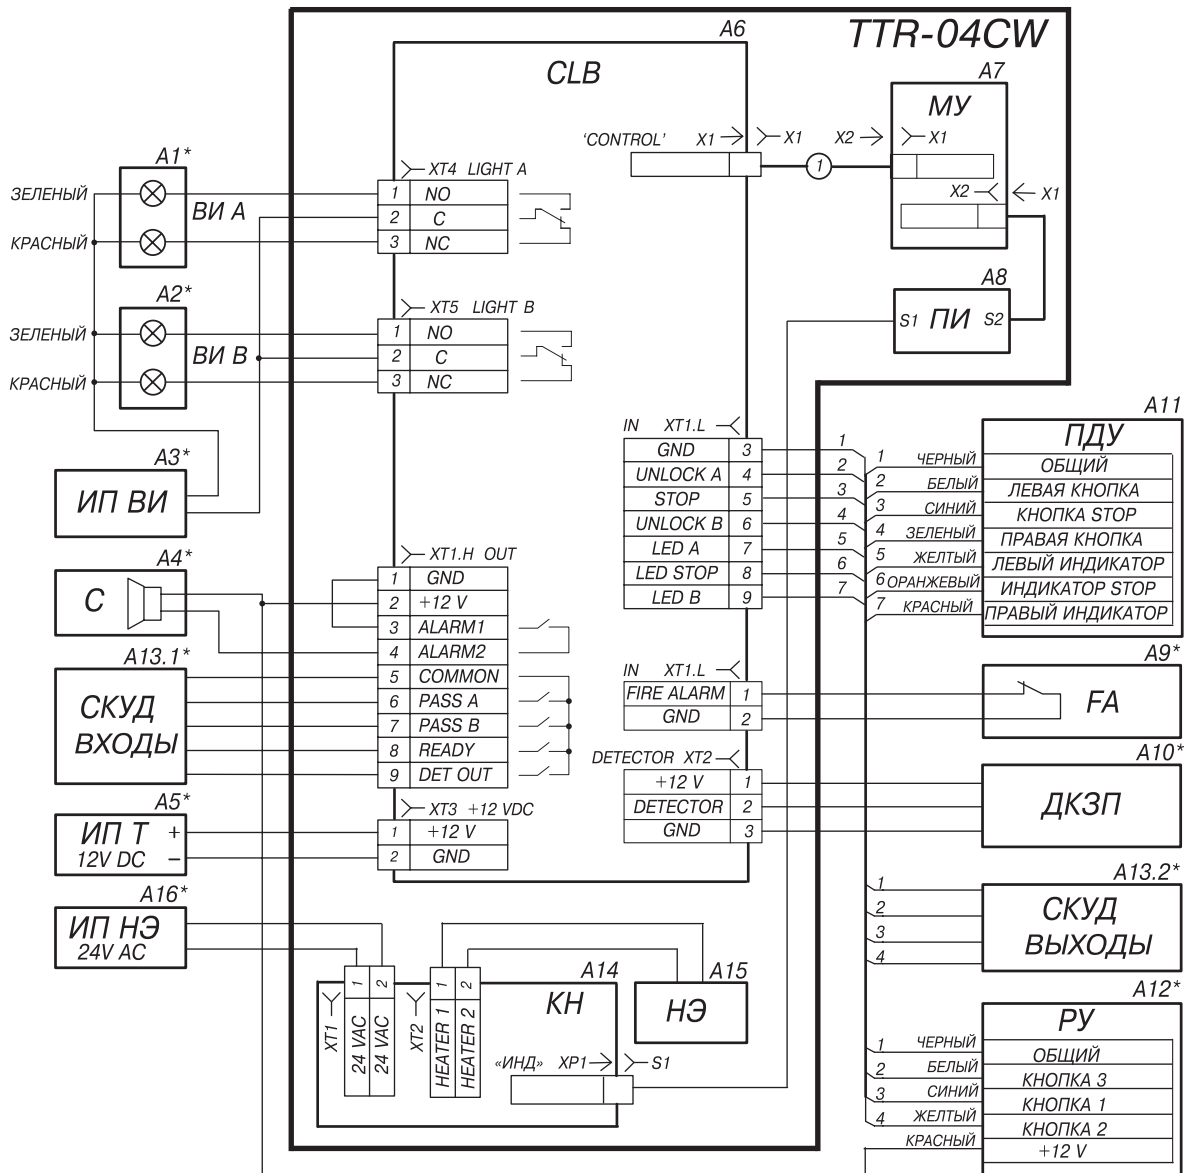 TTR-04CW
A6
CLB
A7
МУ
'CONTROL' X1 X1 X2 X1
1
X2 X1
A8
S1 ПИ S2
A1*
ЗЕЛЕНЫЙ
ВИ А
КРАСНЫЙ
XT4 LIGHT A
1 NO
2 C
3 NC
A2*
ЗЕЛЕНЫЙ
ВИ В
КРАСНЫЙ
XT5 LIGHT B
1 NO
2 C
3 NC
A3*
ИП ВИ
A4*
С
XT1.H OUT
1 GND
2 +12 V
3 ALARM1
4 ALARM2
5 COMMON
6 PASS A
7 PASS B
8 READY
9 DET OUT
A13.1*
СКУД
ВХОДЫ
A5*
ИП Т +
12V DC –
XT3 +12 VDC
1 +12 V
2 GND
A16*
ИП НЭ
24V AC
IN XT1.L
GND 3
UNLOCK A 4
STOP 5
UNLOCK B 6
LED A 7
LED STOP 8
LED B 9
1
2
3
4
5
6
7
A11
ПДУ
1 ЧЕРНЫЙ ОБЩИЙ
2 БЕЛЫЙ ЛЕВАЯ КНОПКА
3 СИНИЙ КНОПКА STOP
4 ЗЕЛЕНЫЙ ПРАВАЯ КНОПКА
5 ЖЕЛТЫЙ ЛЕВЫЙ ИНДИКАТОР
6 ОРАНЖЕВЫЙ ИНДИКАТОР STOP
7 КРАСНЫЙ ПРАВЫЙ ИНДИКАТОР
IN XT1.L
FIRE ALARM 1
GND 2
A9*
FA
DETECTOR XT2
+12 V 1
DETECTOR 2
GND 3
A10*
ДКЗП
A13.2*
1
2
3
4
СКУД
ВЫХОДЫ
A14
КН
XT1
1 24 VAC
2 24 VAC
XT2
1 HEATER 1
2 HEATER 2
«ИНД» XP1 S1
A15
НЭ
A12*
РУ
1 ЧЕРНЫЙ ОБЩИЙ
2 БЕЛЫЙ КНОПКА 3
3 СИНИЙ КНОПКА 1
4 ЖЕЛТЫЙ КНОПКА 2
КРАСНЫЙ +12 V